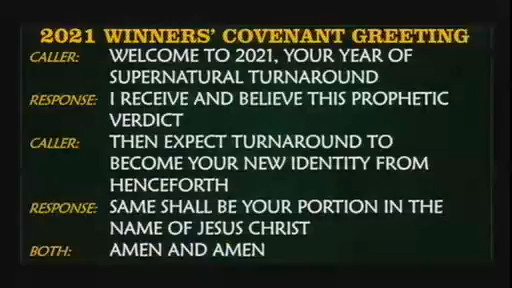 2021 WINNERS' COVENANT GREETING
CALLER: WELCOME TO 2021, YOUR YEAR OF
SUPERNATURAL TURNAROUND
RESPONSE: I RECEIVE AND BELIEVE THIS PROPHETIC
VERDICT
CALLER: THEN EXPECT TURNAROUND TO
BECOME YOUR NEW IDENTITY FROM
HENCEFORTH
RESPONSE: SAME SHALL BE YOUR PORTION IN THE
NAME OF JESUS CHRIST
BOTH: AMEN AND AMEN